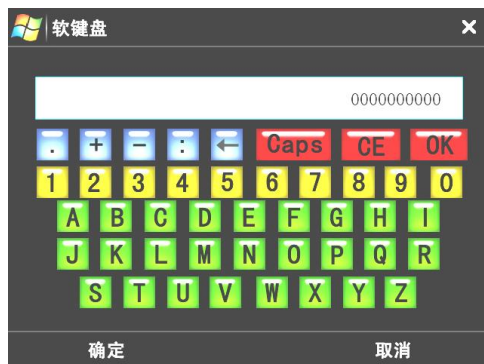 软键盘
0000000000
. + - : ← Caps CE OK
1 2 3 4 5 6 7 8 9 0
A B C D E F G H I
J K L M N O P Q R
S T U V W X Y Z
确定 取消